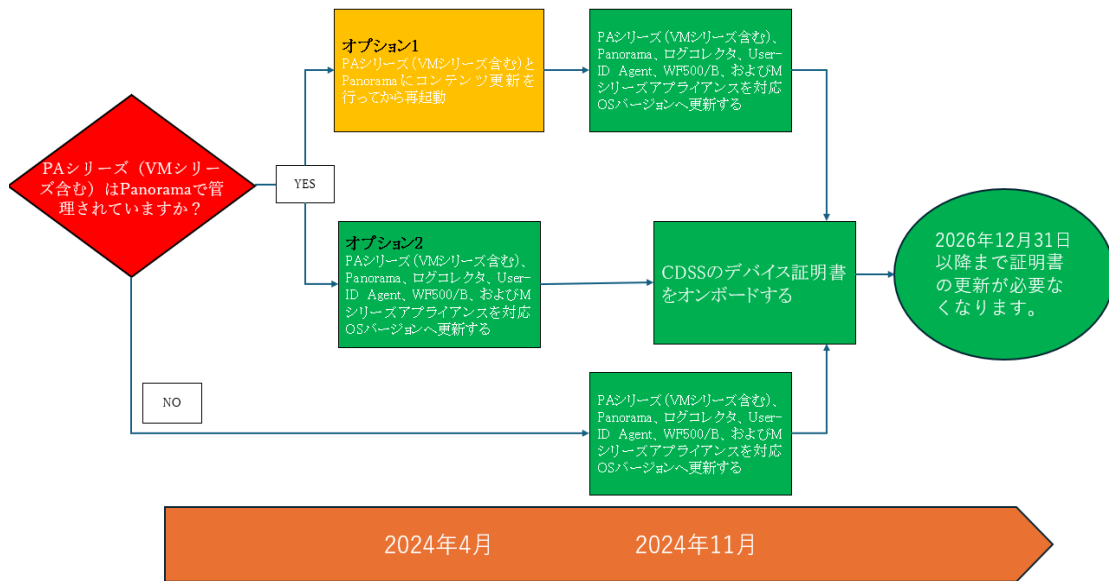 オプション1
PAシリーズ(VMシリーズ含む)と
Panoramaにコンテンツ更新を
行ってから再起動
PAシリーズ(VMシリーズ含む)、
Panorama、ログコレクタ、User-
ID Agent、WF500/B、およびM
シリーズアプライアンスを対応
OSバージョンへ更新する
PAシリーズ（VMシリー
ズ含む）はPanoramaで管
理されていますか？
YES
オプション2
PAシリーズ(VMシリーズ含む)、
Panorama、ログコレクタ、User-
ID Agent、WF500/B、およびM
シリーズアプライアンスを対応
OSバージョンへ更新する
CDSSのデバイス証明書
をオンボードする
2026年12月31日
以降まで証明書
の更新が必要な
くなります。
NO
PAシリーズ(VMシリーズ含む)、
Panorama、ログコレクタ、User-
ID Agent、WF500/B、およびM
シリーズアプライアンスを対応
OSバージョンへ更新する
2024年4月
2024年11月